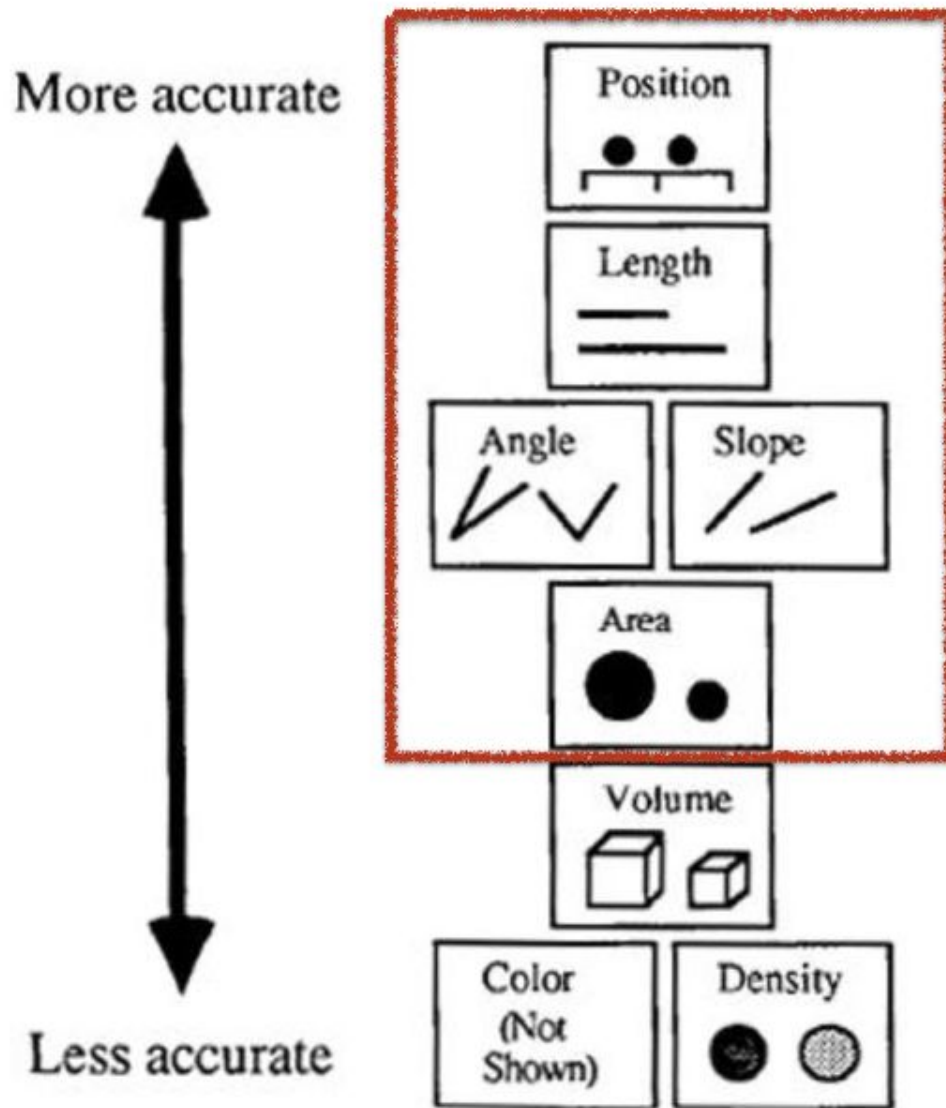 More accurate
Position
Length
Angle
Slope
Area
Volume
Color
(Not
Shown)
Density
Less accurate